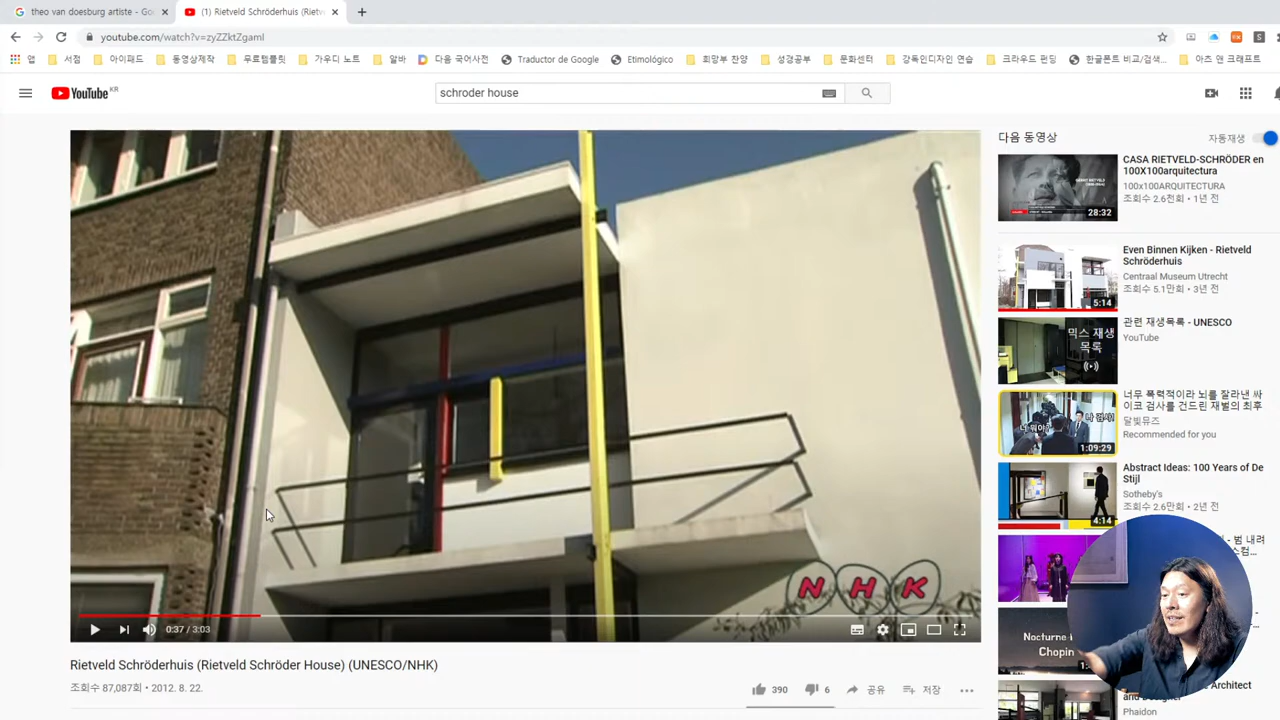 theo van doesburg artiste - Go
(1) Rietveld Schröderhuis (Rietv
youtube.com/watch?v=zyZZktZgamI
앱
서점
아이패드
동영상제작
무료템플릿
가우디 노트
알바
다음 국어사전
Traductor de Google
Etimológico
희망부 찬양
성경공부
문화센터
강독인디자인 연습
크라우드 펀딩
한글폰트 비교/검색...
아츠 앤 크래프트
YouTube KR
schroder house
NHK
0:37 / 3:03
Rietveld Schröderhuis (Rietveld Schröder House) (UNESCO/NHK)
조회수 87,087회 • 2012. 8. 22.
390
6
공유
저장
다음 동영상
자동재생
28:32
CASA RIETVELD-SCHRÖDER en
100X100arquitectura
100x100ARQUITECTURA
조회수 2.6천회 • 1년 전
5:14
Even Binnen Kijken - Rietveld
Schröderhuis
Centraal Museum Utrecht
조회수 5.1만회 • 3년 전
믹스 재생
목록
관련 재생목록 - UNESCO
YouTube
1:09:29
너무 폭력적이라 뇌를 잘라낸 싸
이코 검사를 건드린 재벌의 최후
달빛뮤즈
Recommended for you
4:14
Abstract Ideas: 100 Years of De
Stijl
Sotheby's
조회수 2.6만회 • 2년 전
범 내려
Nocturne
Chopin
Architect
Phaidon